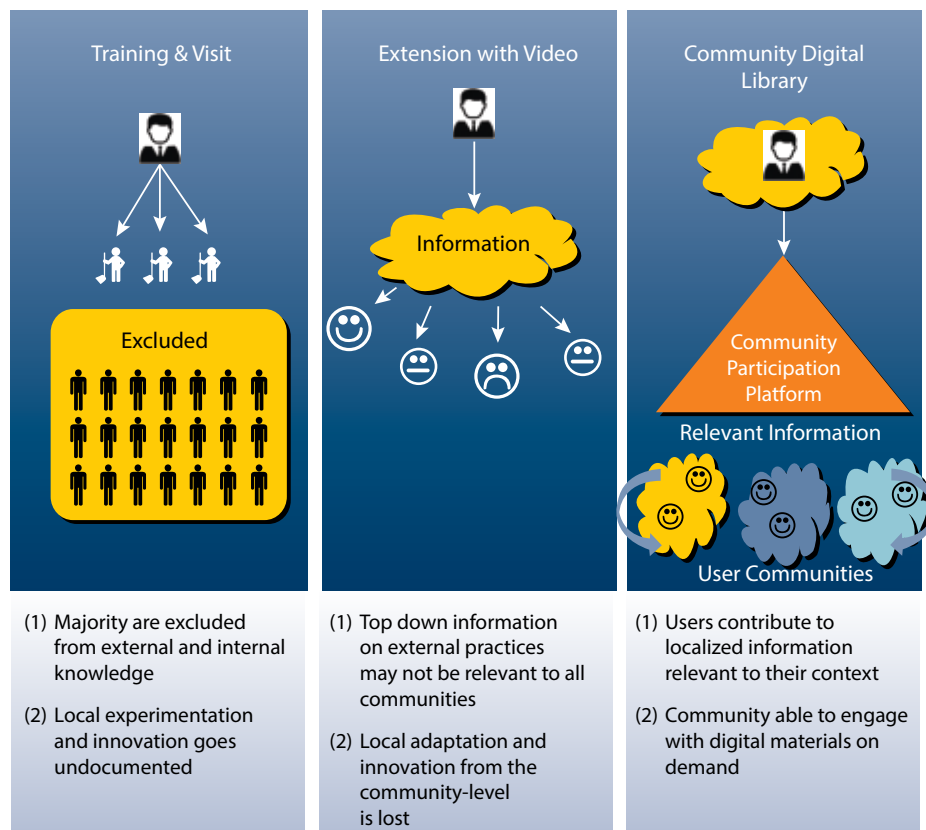 Training & Visit
Excluded
(1) Majority are excluded
from external and internal
knowledge
(2) Local experimentation
and innovation goes
undocumented
Extension with Video
Information
(1) Top down information
on external practices
may not be relevant to all
communities
(2) Local adaptation and
innovation from the
community-level
is lost
Community Digital
Library
Community
Participation
Platform
Relevant Information
User Communities
(1) Users contribute to
localized information
relevant to their context
(2) Community able to engage
with digital materials on
demand